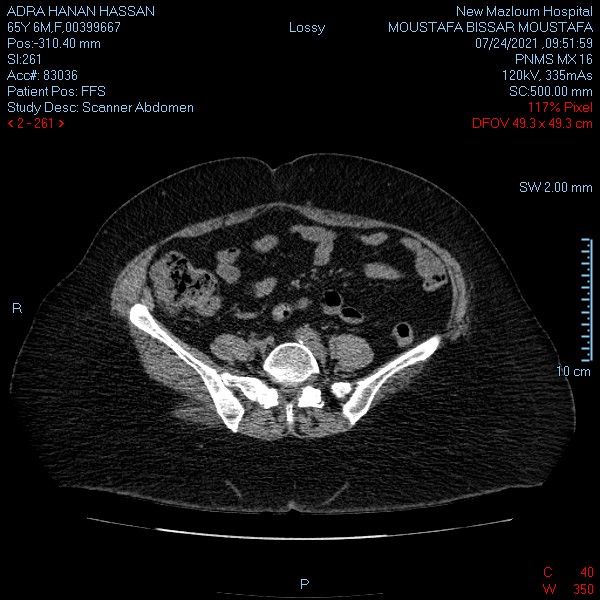 ADRA HANAN HASSAN
65Y 6M,F,00399667
Pos:-310.40 mm
SI:261
Acc#: 83036
Patient Pos: FFS
Study Desc: Scanner Abdomen
< 2 - 261 >
Lossy
New Mazloum Hospital
MOUSTAFA BISSAR MOUSTAFA
07/24/2021 ,09:51:59
PNMS MX 16
120kV, 335mAs
SC:500.00 mm
117% Pixel
DFOV 49.3 x 49.3 cm
SW 2.00 mm
R
10 cm
P
C 40
W 350